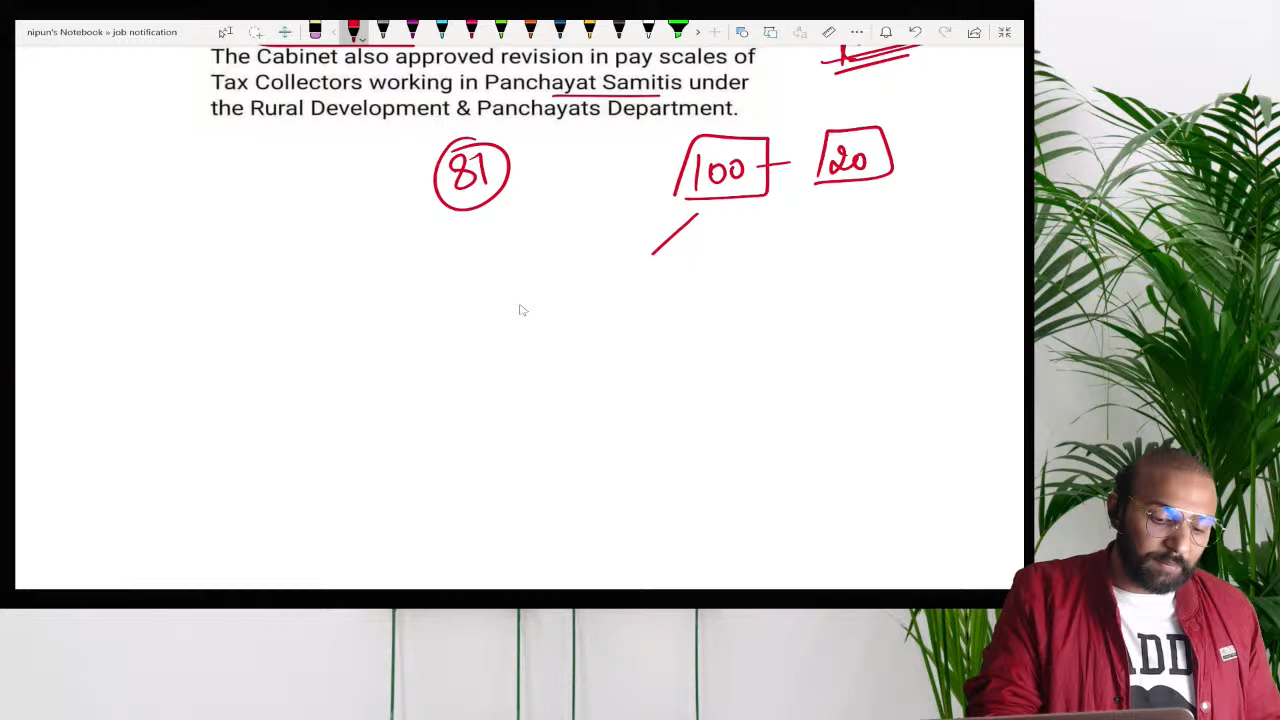 nipun's Notebook » job notification
The Cabinet also approved revision in pay scales of
Tax Collectors working in Panchayat Samitis under
the Rural Development & Panchayats Department.
81
100 - 20
ADD